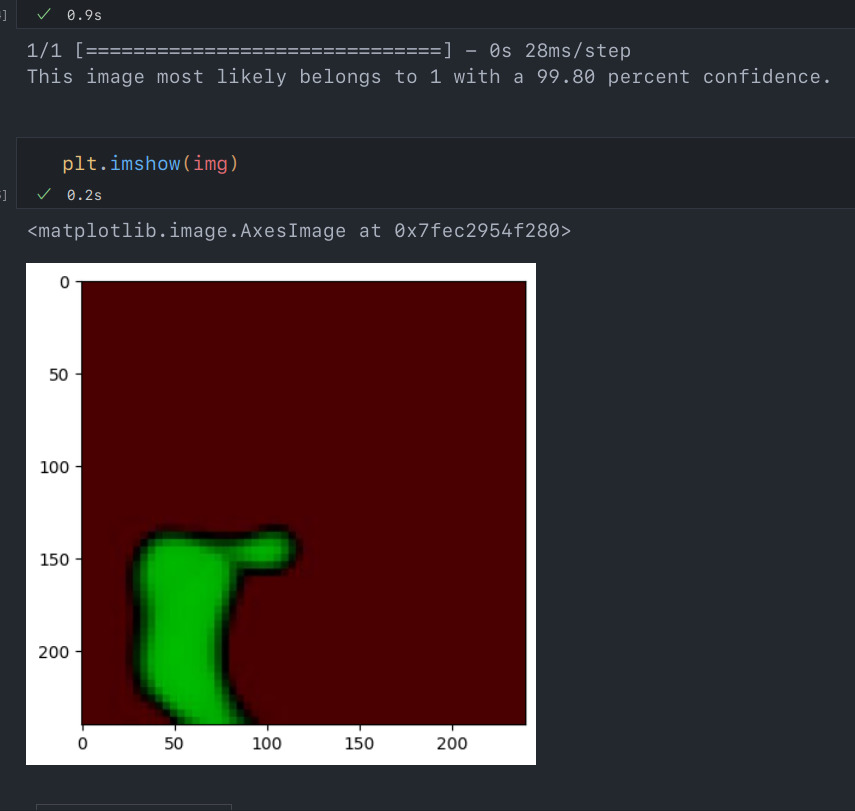 0.9s
1/1 [==============================] - 0s 28ms/step
This image most likely belongs to 1 with a 99.80 percent confidence.
plt.imshow(img)
0.2s
<matplotlib.image.AxesImage at 0x7fec2954f280>
0
50
100
150
200
0 50 100 150 200